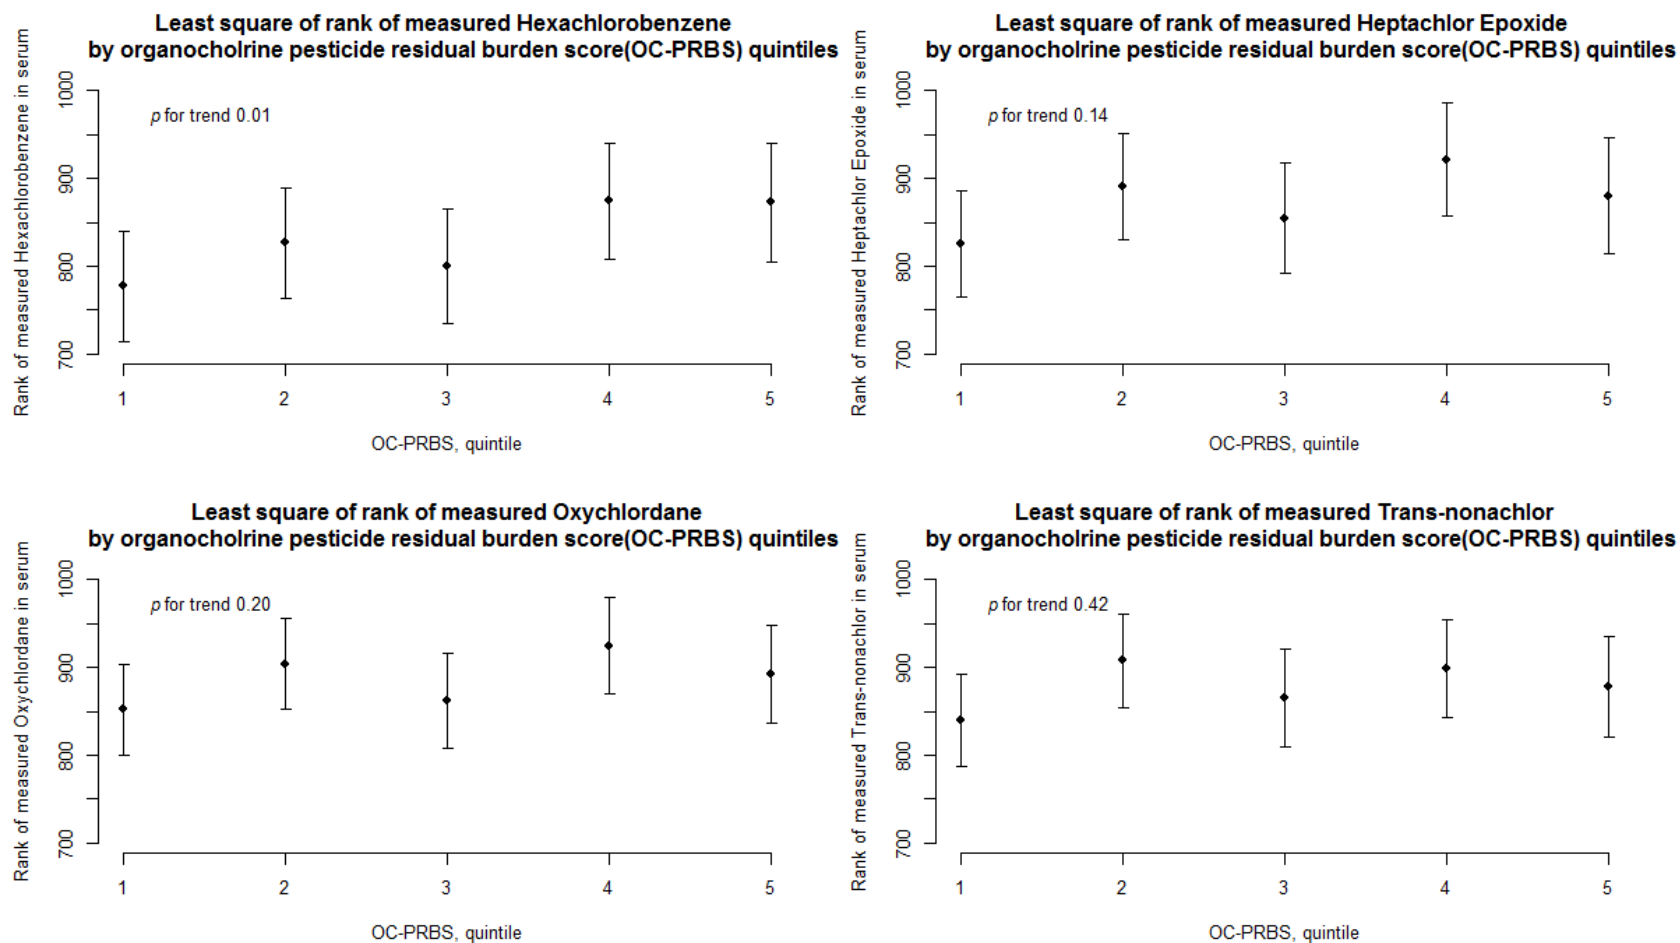 Least square of rank of measured Hexachlorobenzene
by organocholrine pesticide residual burden score(OC-PRBS) quintiles
Rank of measured Hexachlorobenzene in serum
p for trend 0.01
1000
900
800
700
1 2 3 4 5
OC-PRBS, quintile
Least square of rank of measured Heptachlor Epoxide
by organocholrine pesticide residual burden score(OC-PRBS) quintiles
Rank of measured Heptachlor Epoxide in serum
p for trend 0.14
1000
900
800
700
1 2 3 4 5
OC-PRBS, quintile
Least square of rank of measured Oxychlordane
by organocholrine pesticide residual burden score(OC-PRBS) quintiles
Rank of measured Oxychlordane in serum
p for trend 0.20
1000
900
800
700
1 2 3 4 5
OC-PRBS, quintile
Least square of rank of measured Trans-nonachlor
by organocholrine pesticide residual burden score(OC-PRBS) quintiles
Rank of measured Trans-nonachlor in serum
p for trend 0.42
1000
900
800
700
1 2 3 4 5
OC-PRBS, quintile